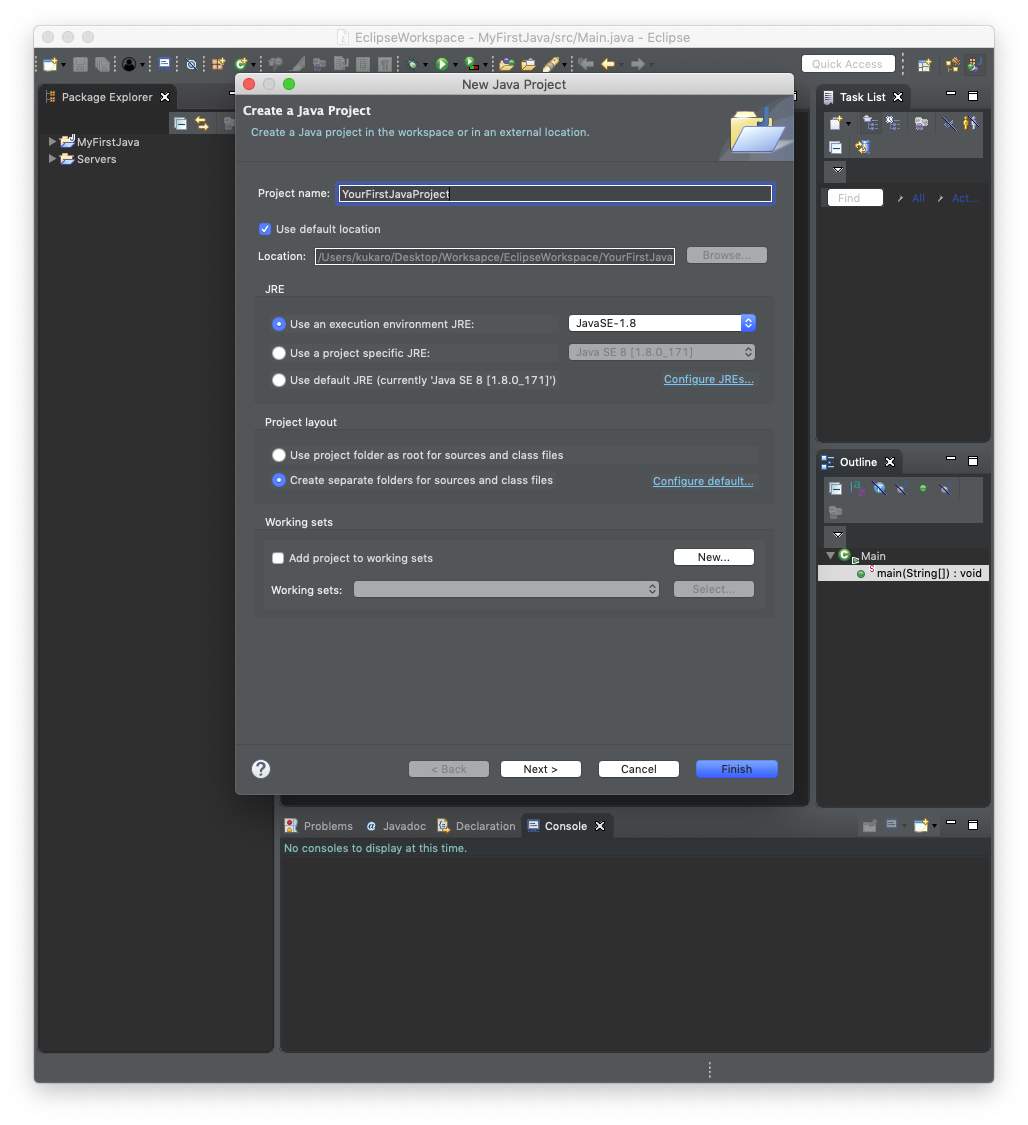 EclipseWorkspace - MyFirstJava/src/Main.java - Eclipse
Quick Access
Package Explorer
MyFirstJava
Servers
New Java Project
Create a Java Project
Create a Java project in the workspace or in an external location.
Project name: YourFirstJavaProject
Use default location
Location: /Users/kukaro/Desktop/Worksapce/EclipseWorkspace/YourFirstJava Browse...
JRE
Use an execution environment JRE: JavaSE-1.8
Use a project specific JRE: Java SE 8 [1.8.0_171]
Use default JRE (currently 'Java SE 8 [1.8.0_171]') Configure JREs...
Project layout
Use project folder as root for sources and class files
Create separate folders for sources and class files Configure default...
Working sets
Add project to working sets New...
Working sets: Select...
? < Back Next > Cancel Finish
Task List
Find All Act...
Outline
Main
main(String[]) : void
Problems @ Javadoc Declaration Console
No consoles to display at this time.